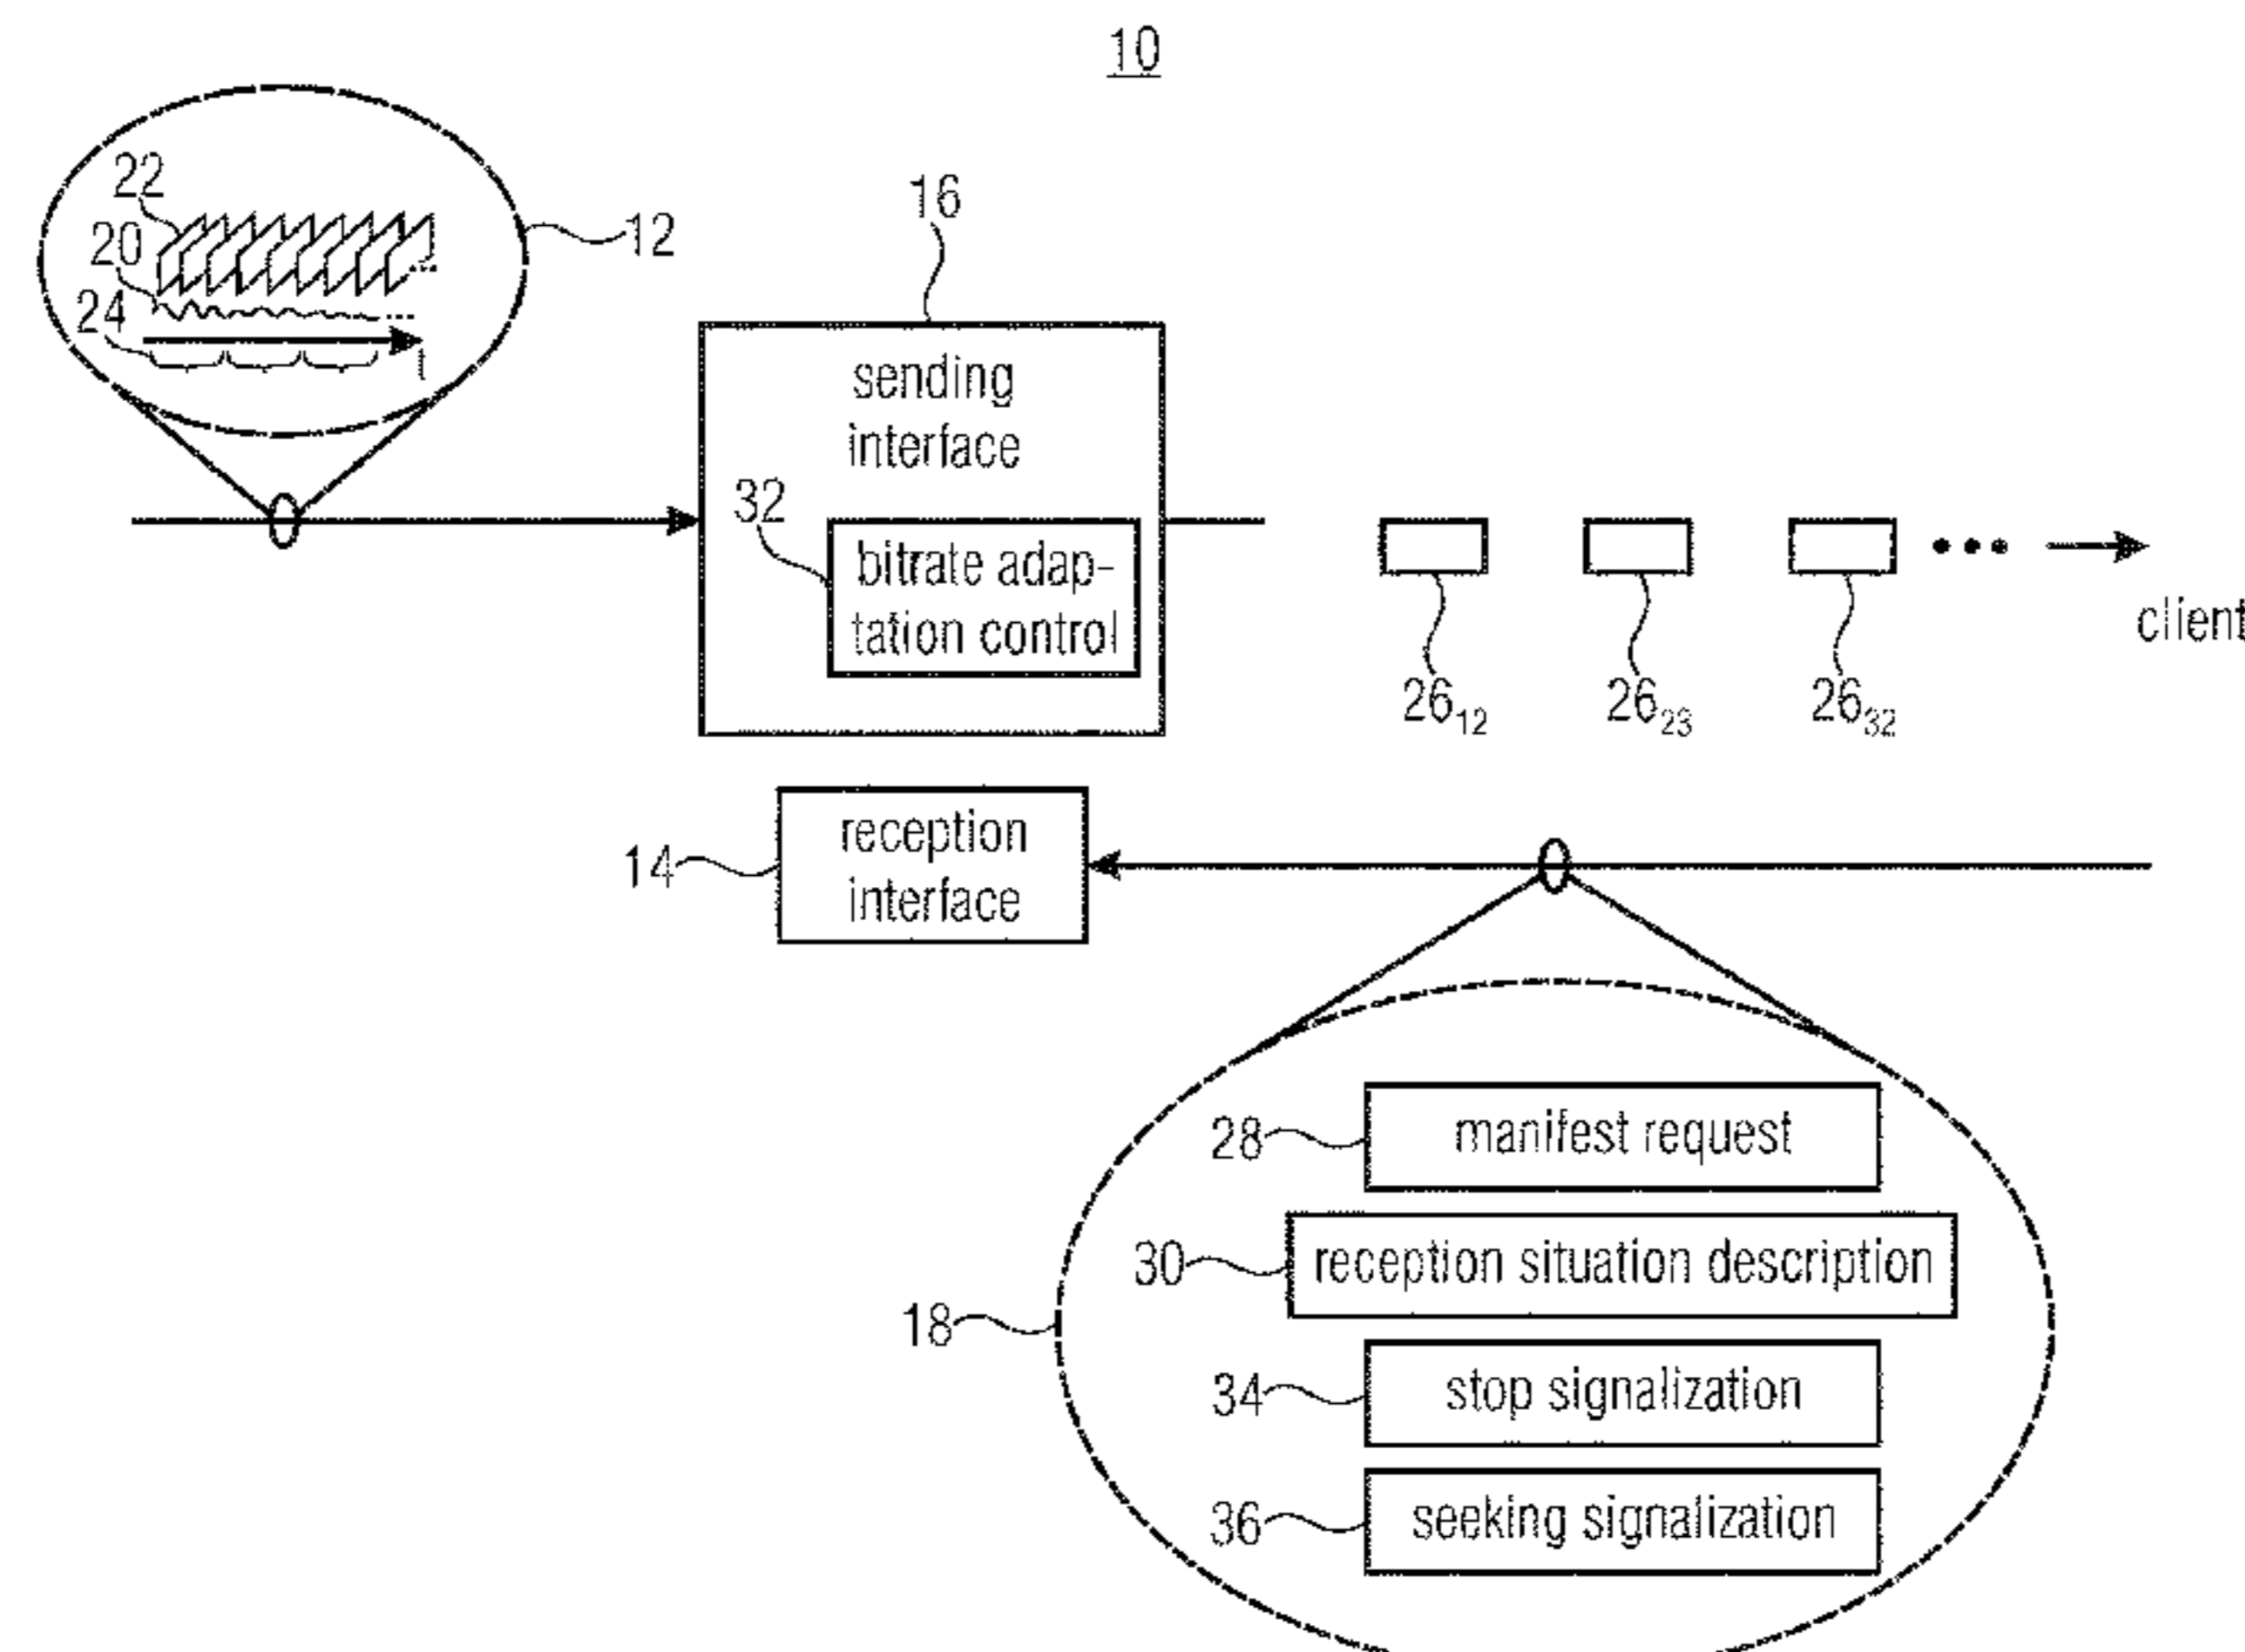 10
22
20
24
t
12
16
sending
interface
32
bitrate adap-
tation control
26₁₂
26₂₃
26₃₂
client
14
reception
interface
18
28
manifest request
30
reception situation description
34
stop signalization
36
seeking signalization